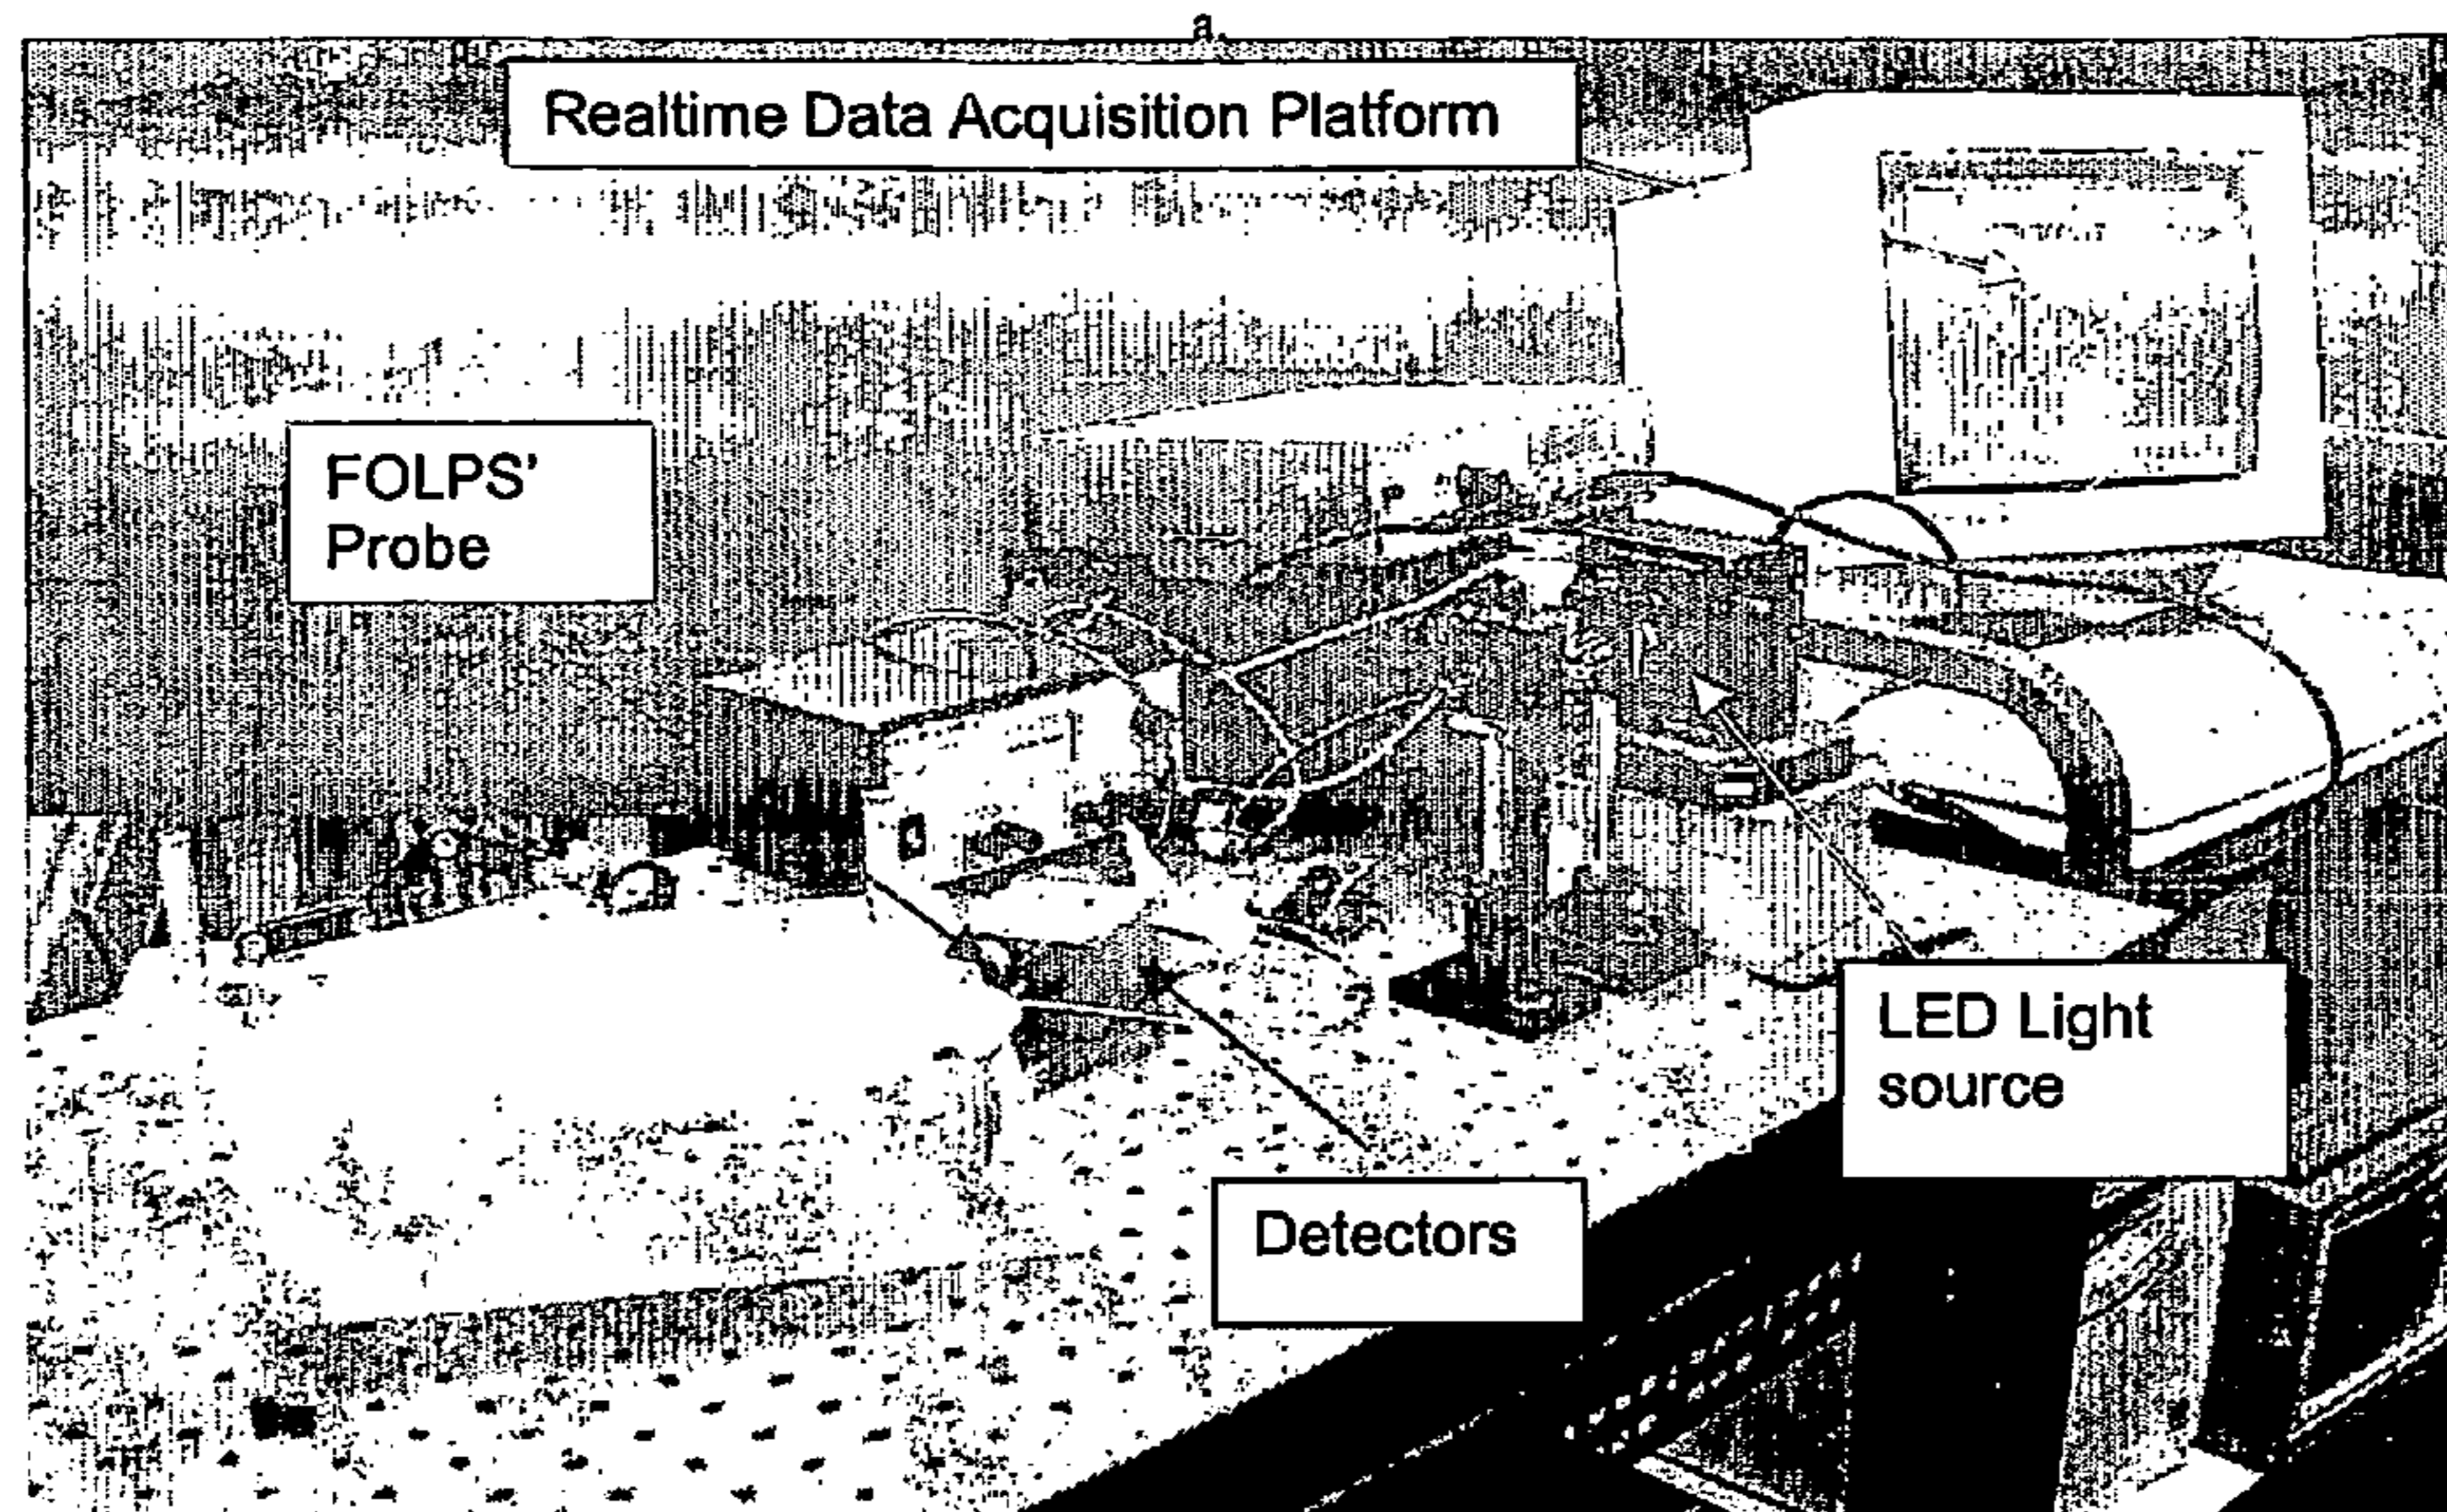 a.
Realtime Data Acquisition Platform
FOLPS'
Probe
LED Light
source
Detectors